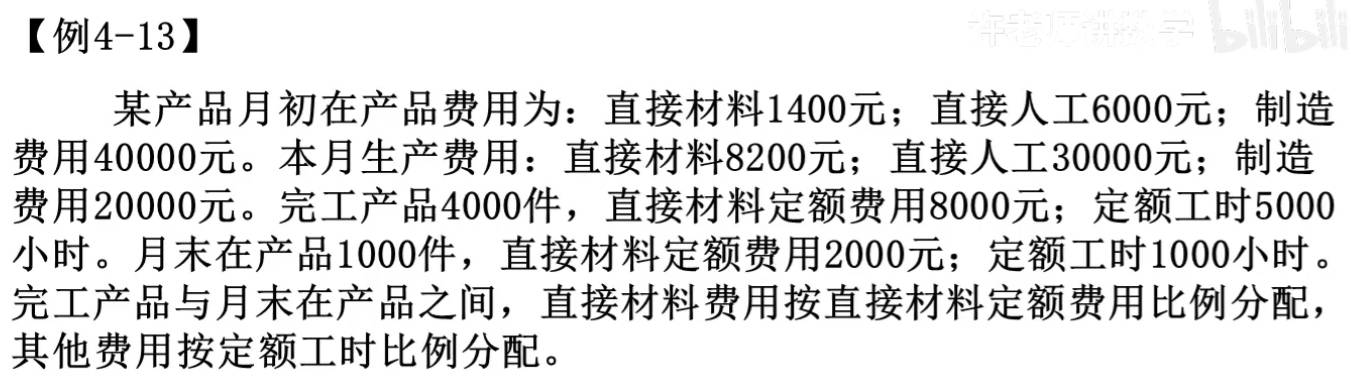 【例4-13】
许老师讲数学 bilibili
某产品月初在产品费用为：直接材料1400元；直接人工6000元；制造
费用40000元。本月生产费用：直接材料8200元；直接人工30000元；制造
费用20000元。完工产品4000件，直接材料定额费用8000元；定额工时5000
小时。月末在产品1000件，直接材料定额费用2000元；定额工时1000小时。
完工产品与月末在产品之间，直接材料费用按直接材料定额费用比例分配，
其他费用按定额工时比例分配。